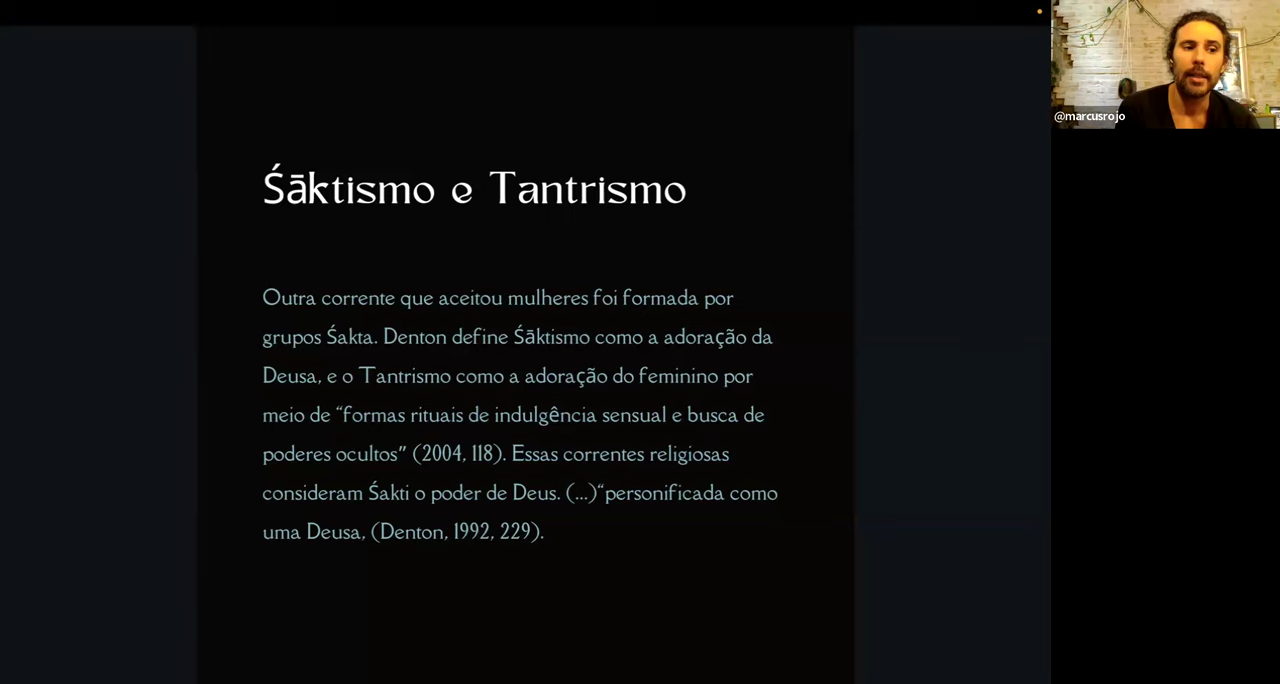 @marcusrojo
Śāktismo e Tantrismo
Outra corrente que aceitou mulheres foi formada por
grupos Śakta. Denton define Śāktismo como a adoração da
Deusa, e o Tantrismo como a adoração do feminino por
meio de “formas rituais de indulgência sensual e busca de
poderes ocultos” (2004, 118). Essas correntes religiosas
consideram Śakti o poder de Deus. (...)“personificada como
uma Deusa, (Denton, 1992, 229).